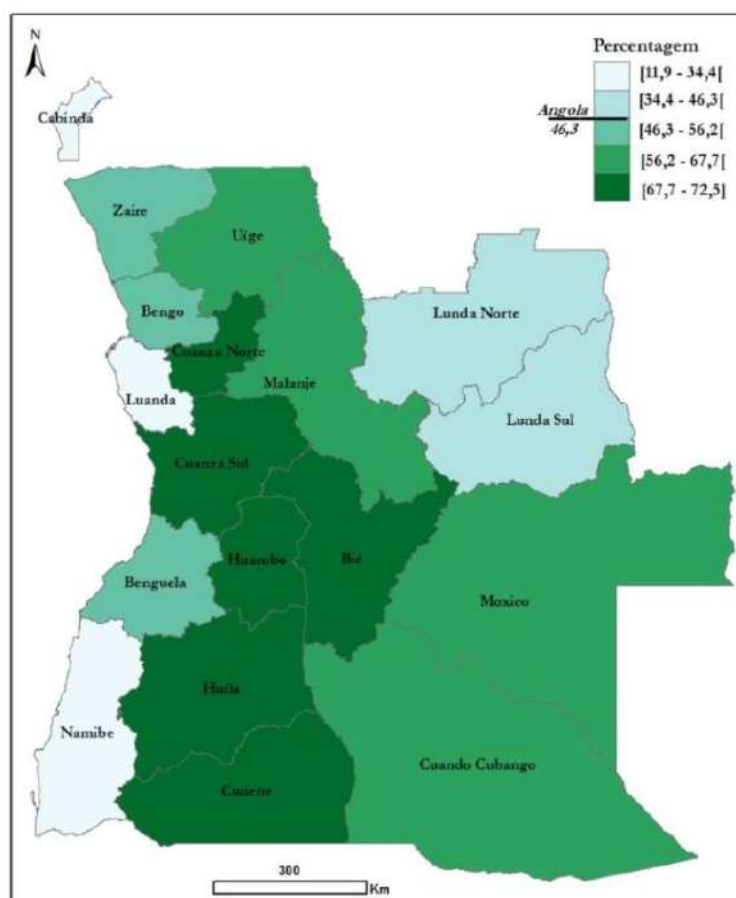 N
Percentagem
[11,9 - 34,4[
[34,4 - 46,3[
Angola
46,3
[46,3 - 56,2[
[56,2 - 67,7[
[67,7 - 72,5]
Cabinda
Zaire
Uíge
Bengo
Lunda Norte
Cuanza Norte
Malanje
Luanda
Lunda Sul
Cuanza Sul
Huambo
Bié
Benguela
Moxico
Huíla
Namibe
Cuando Cubango
Cunene
300
Km